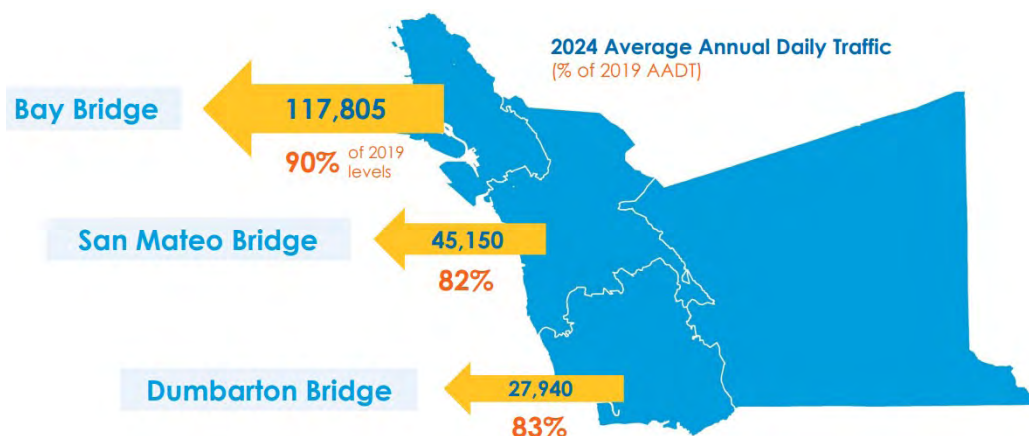 2024 Average Annual Daily Traffic
(% of 2019 AADT)
Bay Bridge
117,805
90% of 2019
levels
San Mateo Bridge
45,150
82%
Dumbarton Bridge
27,940
83%